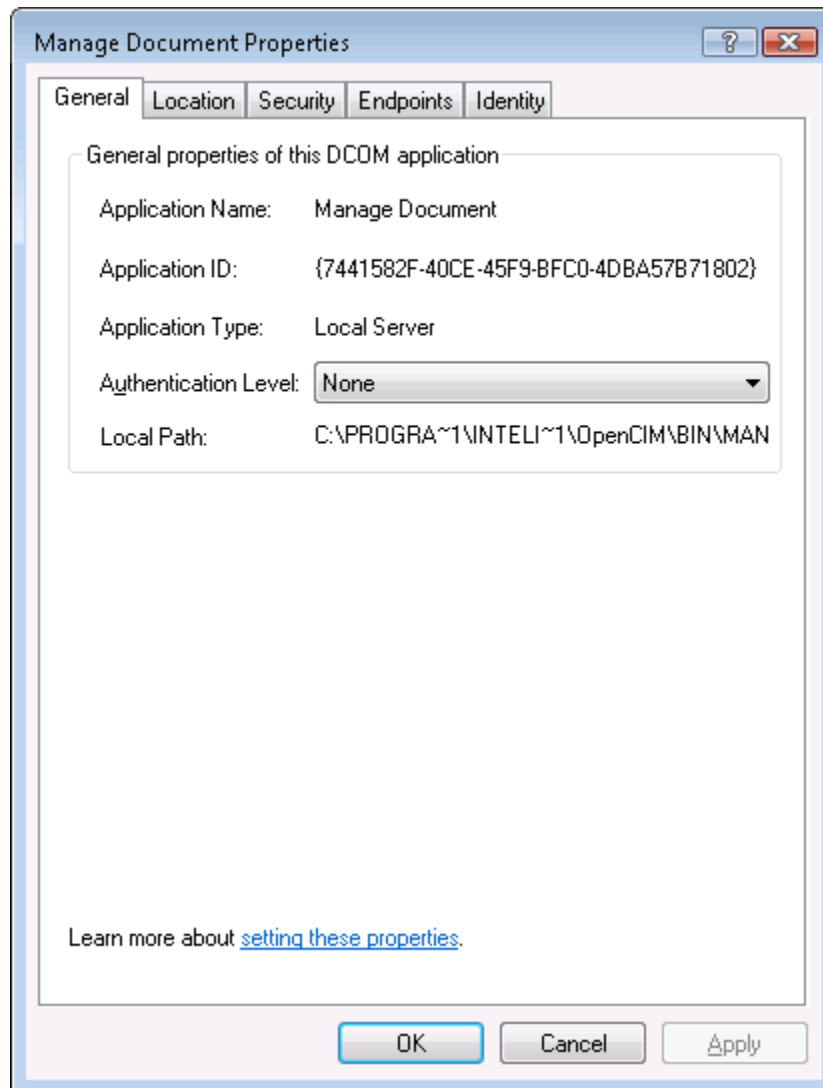 Manage Document Properties
General Location Security Endpoints Identity
General properties of this DCOM application
Application Name: Manage Document
Application ID: {7441582F-40CE-45F9-BFC0-4DBA57B71802}
Application Type: Local Server
Authentication Level: None
Local Path: C:\PROGRA~1\INTELI~1\OpenCIM\BIN\MAN
Learn more about setting these properties.
OK Cancel Apply